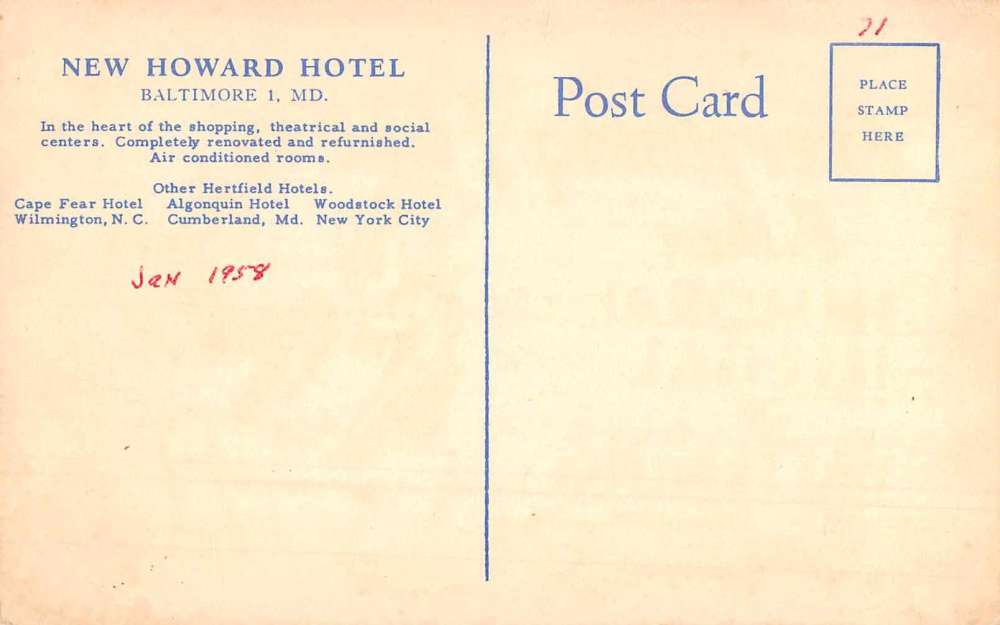 NEW HOWARD HOTEL
BALTIMORE 1, MD.
In the heart of the shopping, theatrical and social
centers. Completely renovated and refurnished.
Air conditioned rooms.
Other Hertfield Hotels.
Cape Fear Hotel Algonquin Hotel Woodstock Hotel
Wilmington, N. C. Cumberland, Md. New York City
Jan 1958
Post Card
71
PLACE
STAMP
HERE